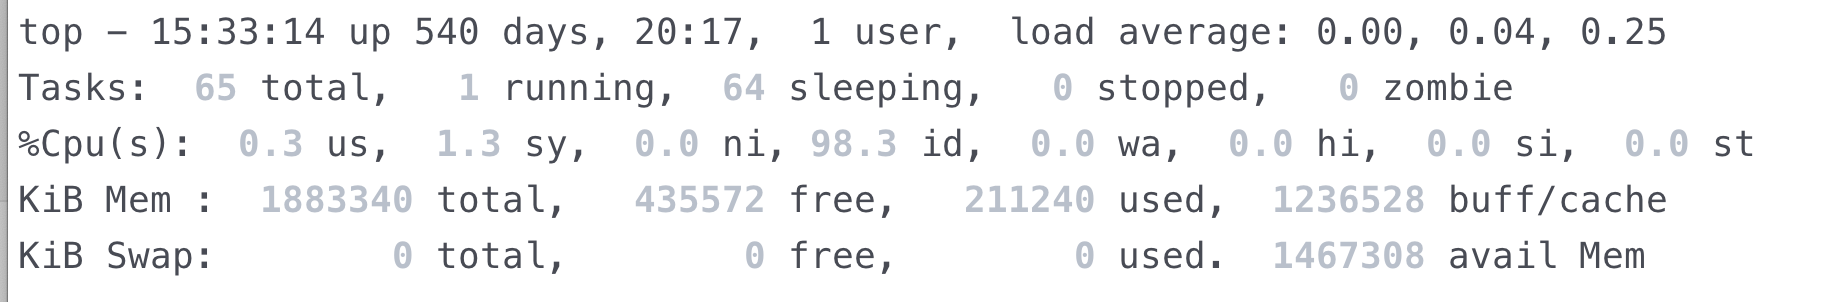 top − 15:33:14 up 540 days, 20:17,  1 user,  load average: 0.00, 0.04, 0.25
Tasks:  65 total,   1 running,  64 sleeping,   0 stopped,   0 zombie
%Cpu(s):  0.3 us,  1.3 sy,  0.0 ni, 98.3 id,  0.0 wa,  0.0 hi,  0.0 si,  0.0 st
KiB Mem :  1883340 total,   435572 free,   211240 used,  1236528 buff/cache
KiB Swap:        0 total,        0 free,        0 used.  1467308 avail Mem